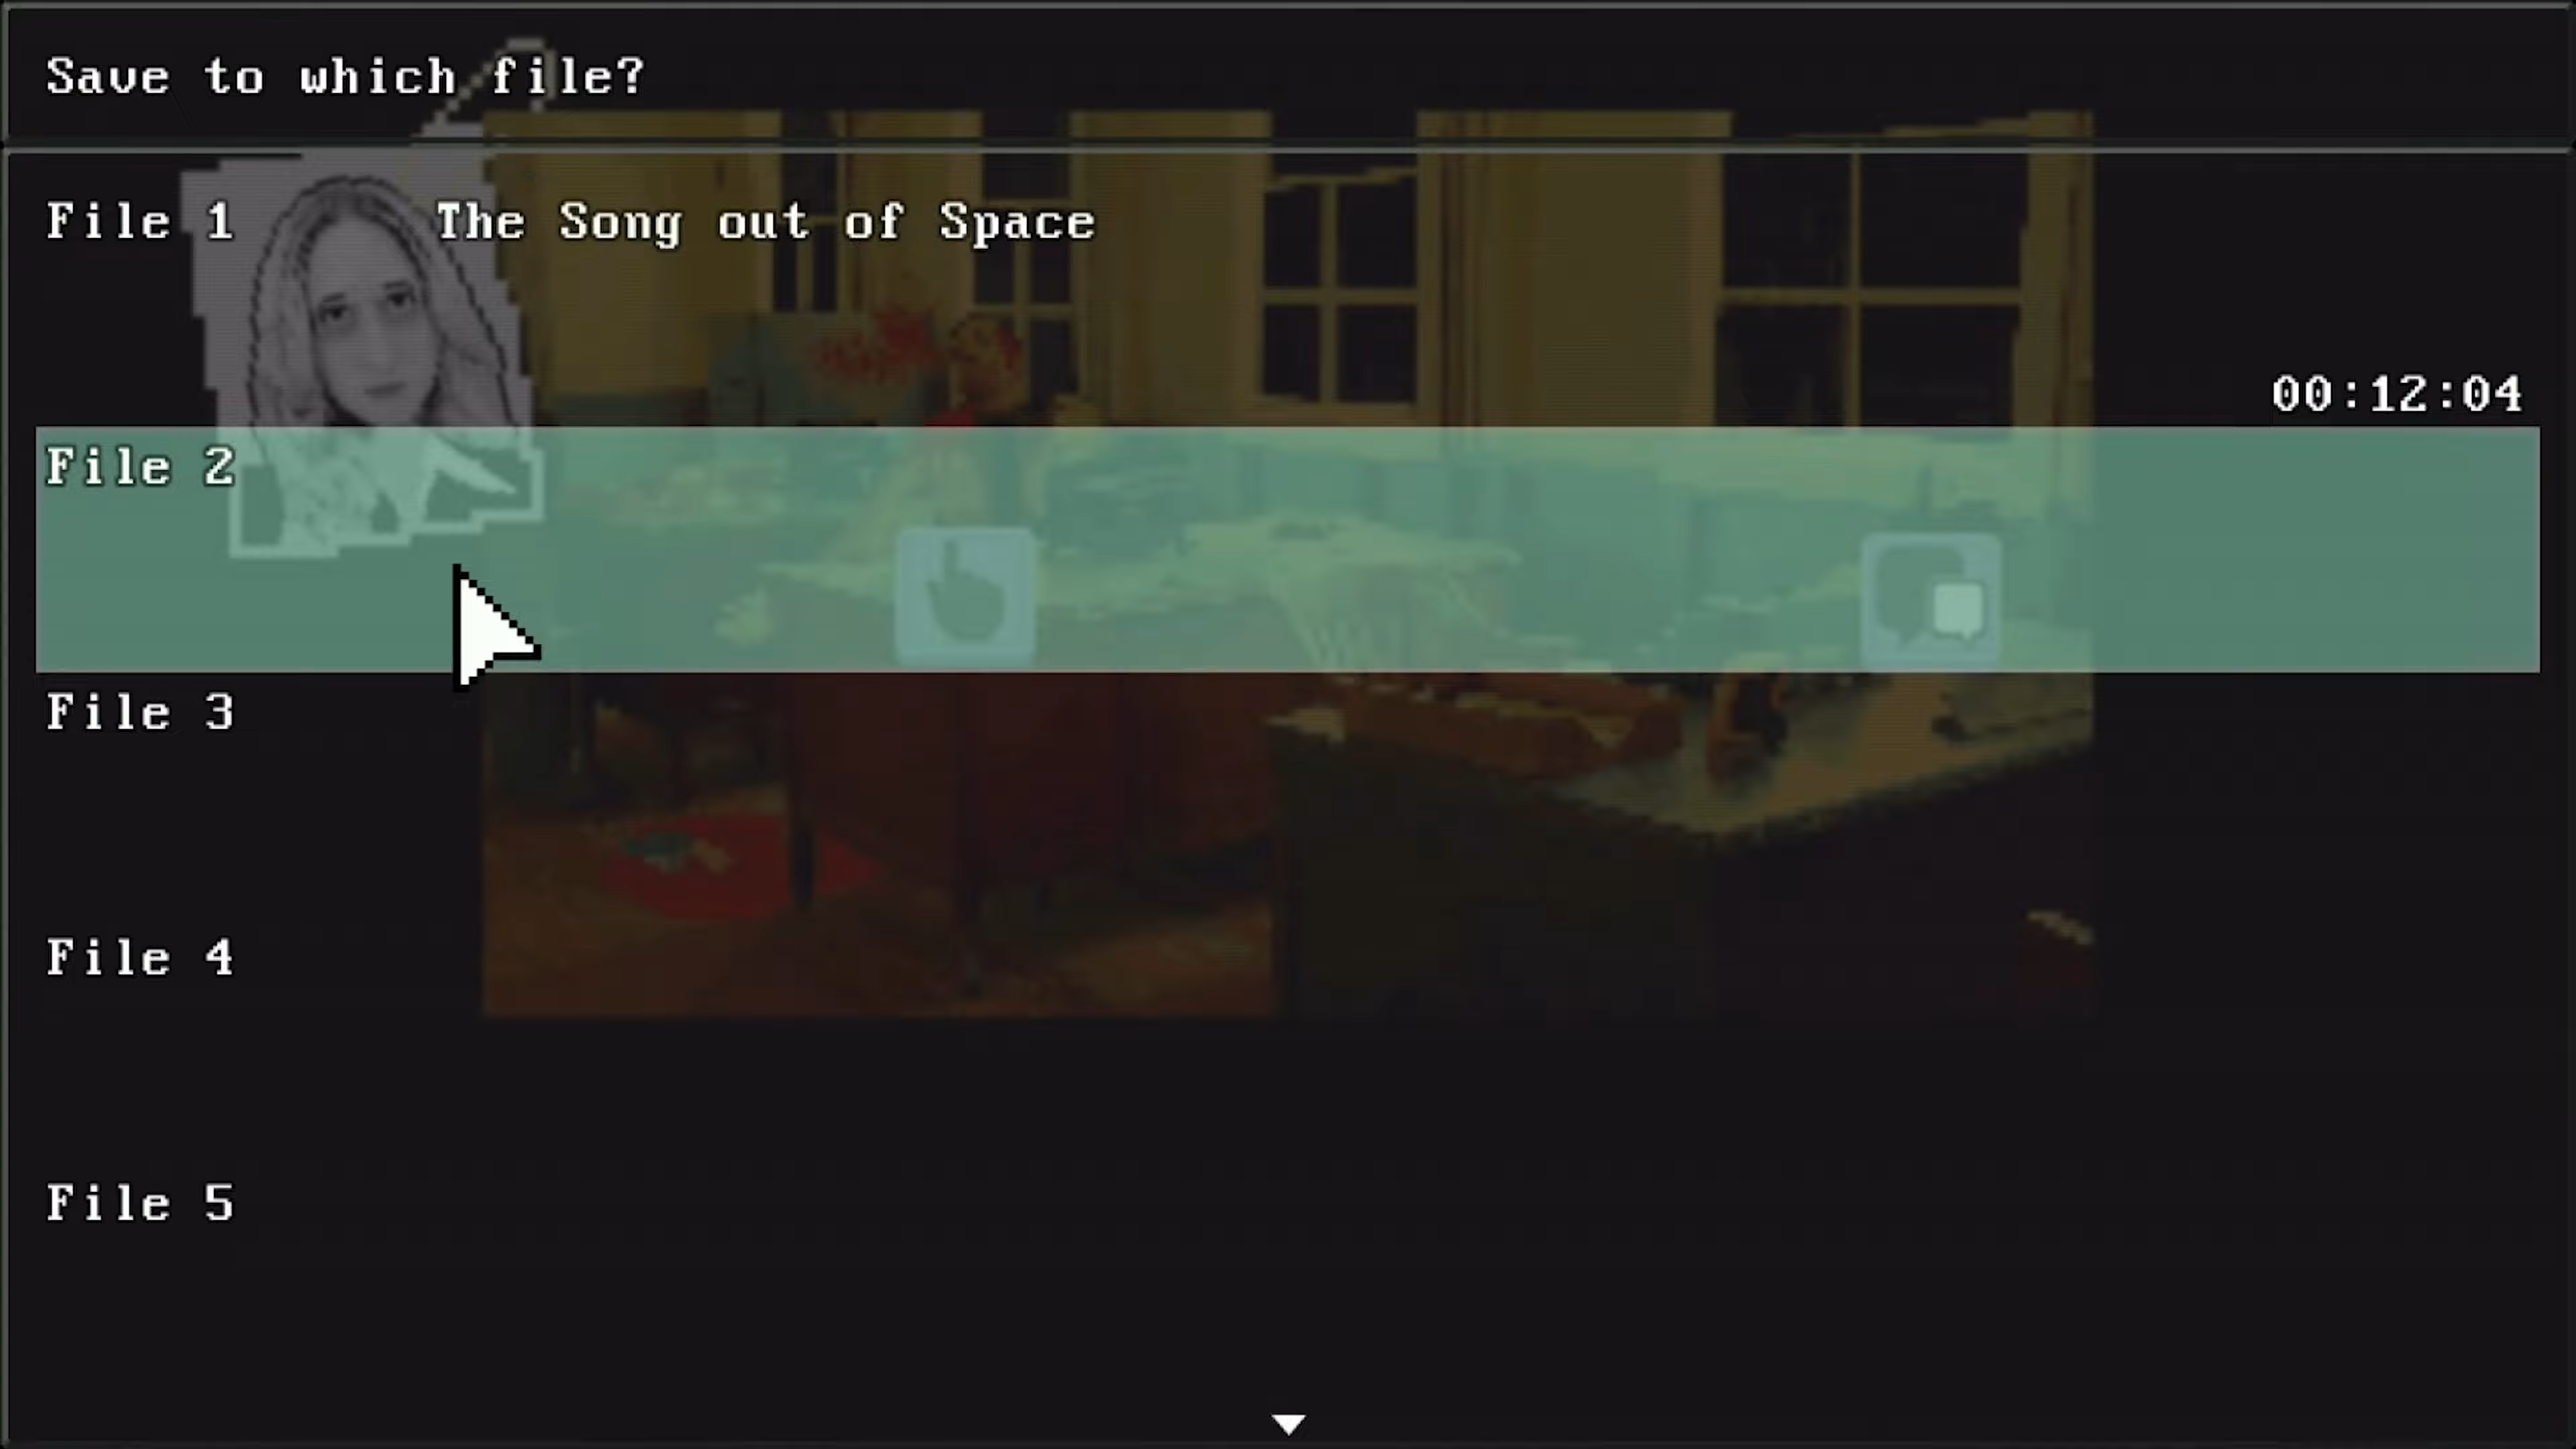 Save to which file?
File 1 The Song out of Space
00:12:04
File 2
File 3
File 4
File 5